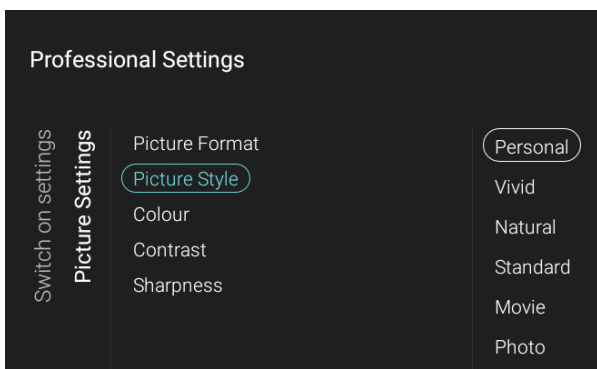 Professional Settings
Switch on settings
Picture Settings
Picture Format
Picture Style
Colour
Contrast
Sharpness
Personal
Vivid
Natural
Standard
Movie
Photo